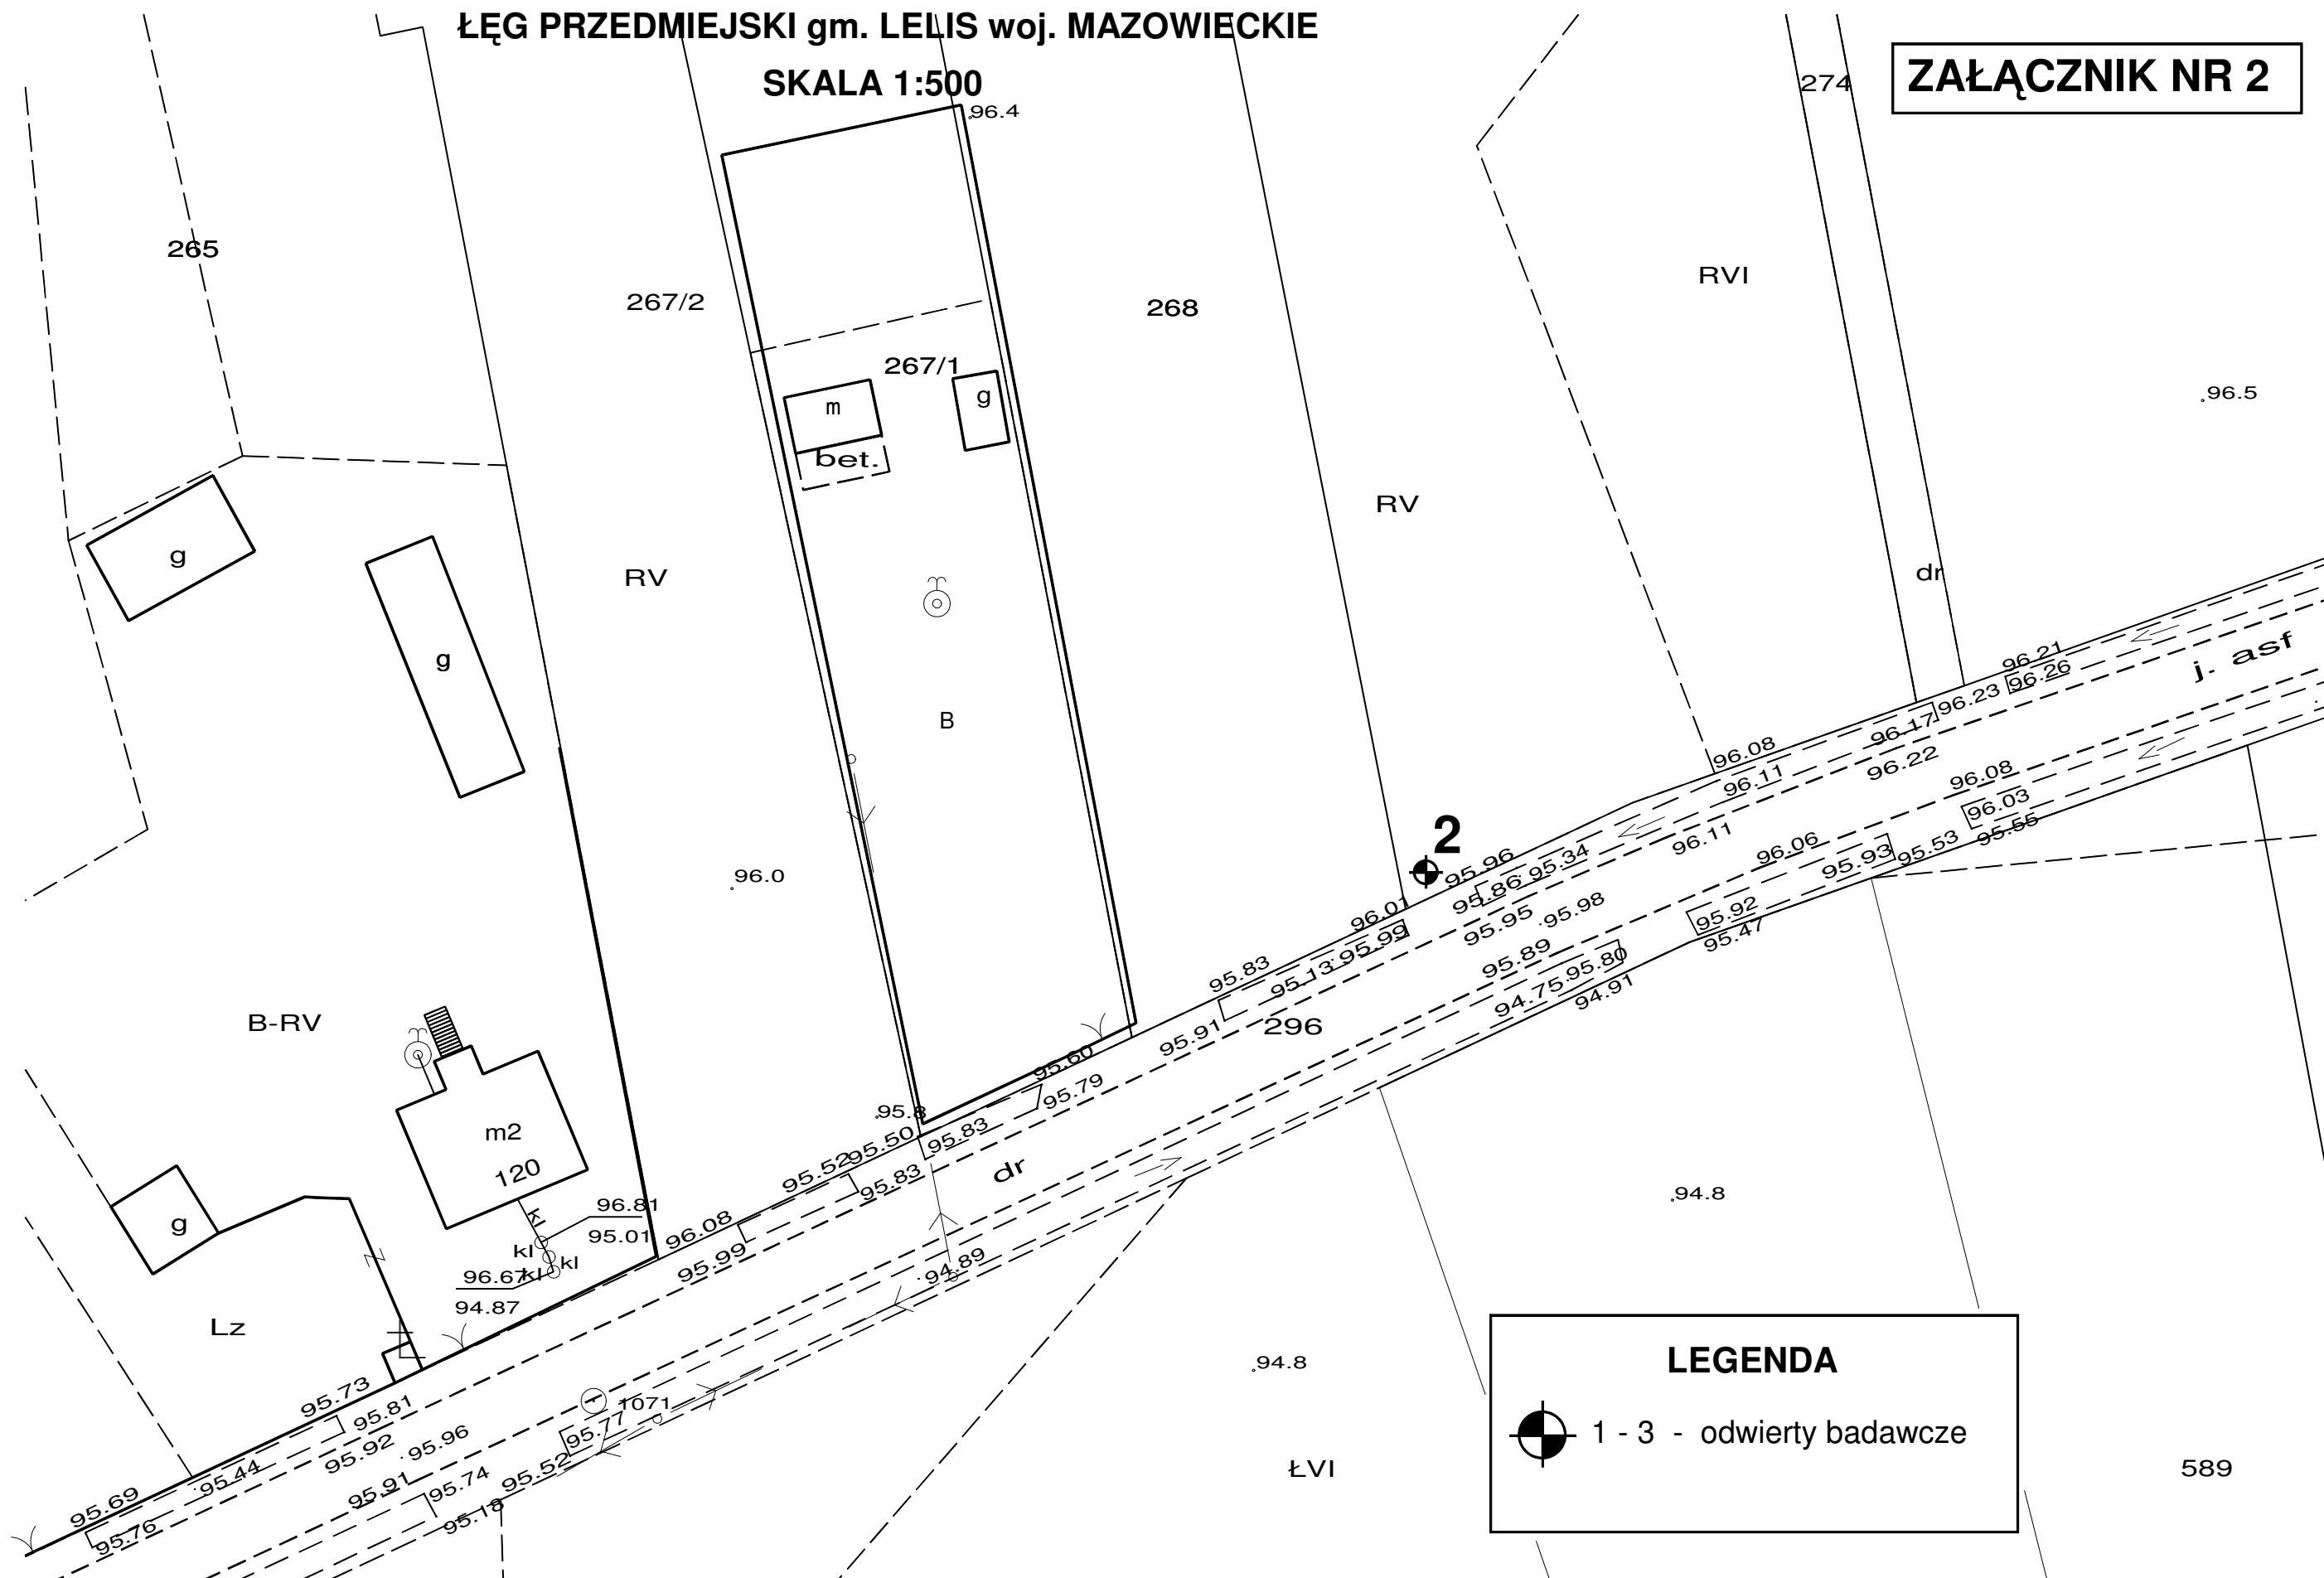 ŁĘG PRZEDMIEJSKI gm. LELIS woj. MAZOWIECKIE
SKALA 1:500
ZAŁĄCZNIK NR 2
274
96.4
265
267/2
268
RVI
267/1
96.5
m
g
bet.
RV
g
RV
dr
g
96.21
j. asf
96.26
96.23
B
96.17
96.08
96.22
96.11
96.08
96.03
95.55
2
96.11
96.06
95.93
95.53
96.0
95.96
95.34
95.86
95.98
95.92
95.47
96.01
95.95
95.99
95.89
95.83
95.13
95.80
94.75
94.91
B-RV
95.91
296
95.60
95.79
95.8
95.83
m2
120
95.50
95.52
95.83
dr
94.8
96.81
95.01
kl
kl
kl
kl
96.08
95.99
g
96.67
94.87
94.89
Lz
94.8
LEGENDA
1 - 3 - odwierty badawcze
95.73
95.81
1071
95.77
95.96
95.92
95.44
95.91
95.74
95.52
95.18
95.69
95.76
ŁVI
589